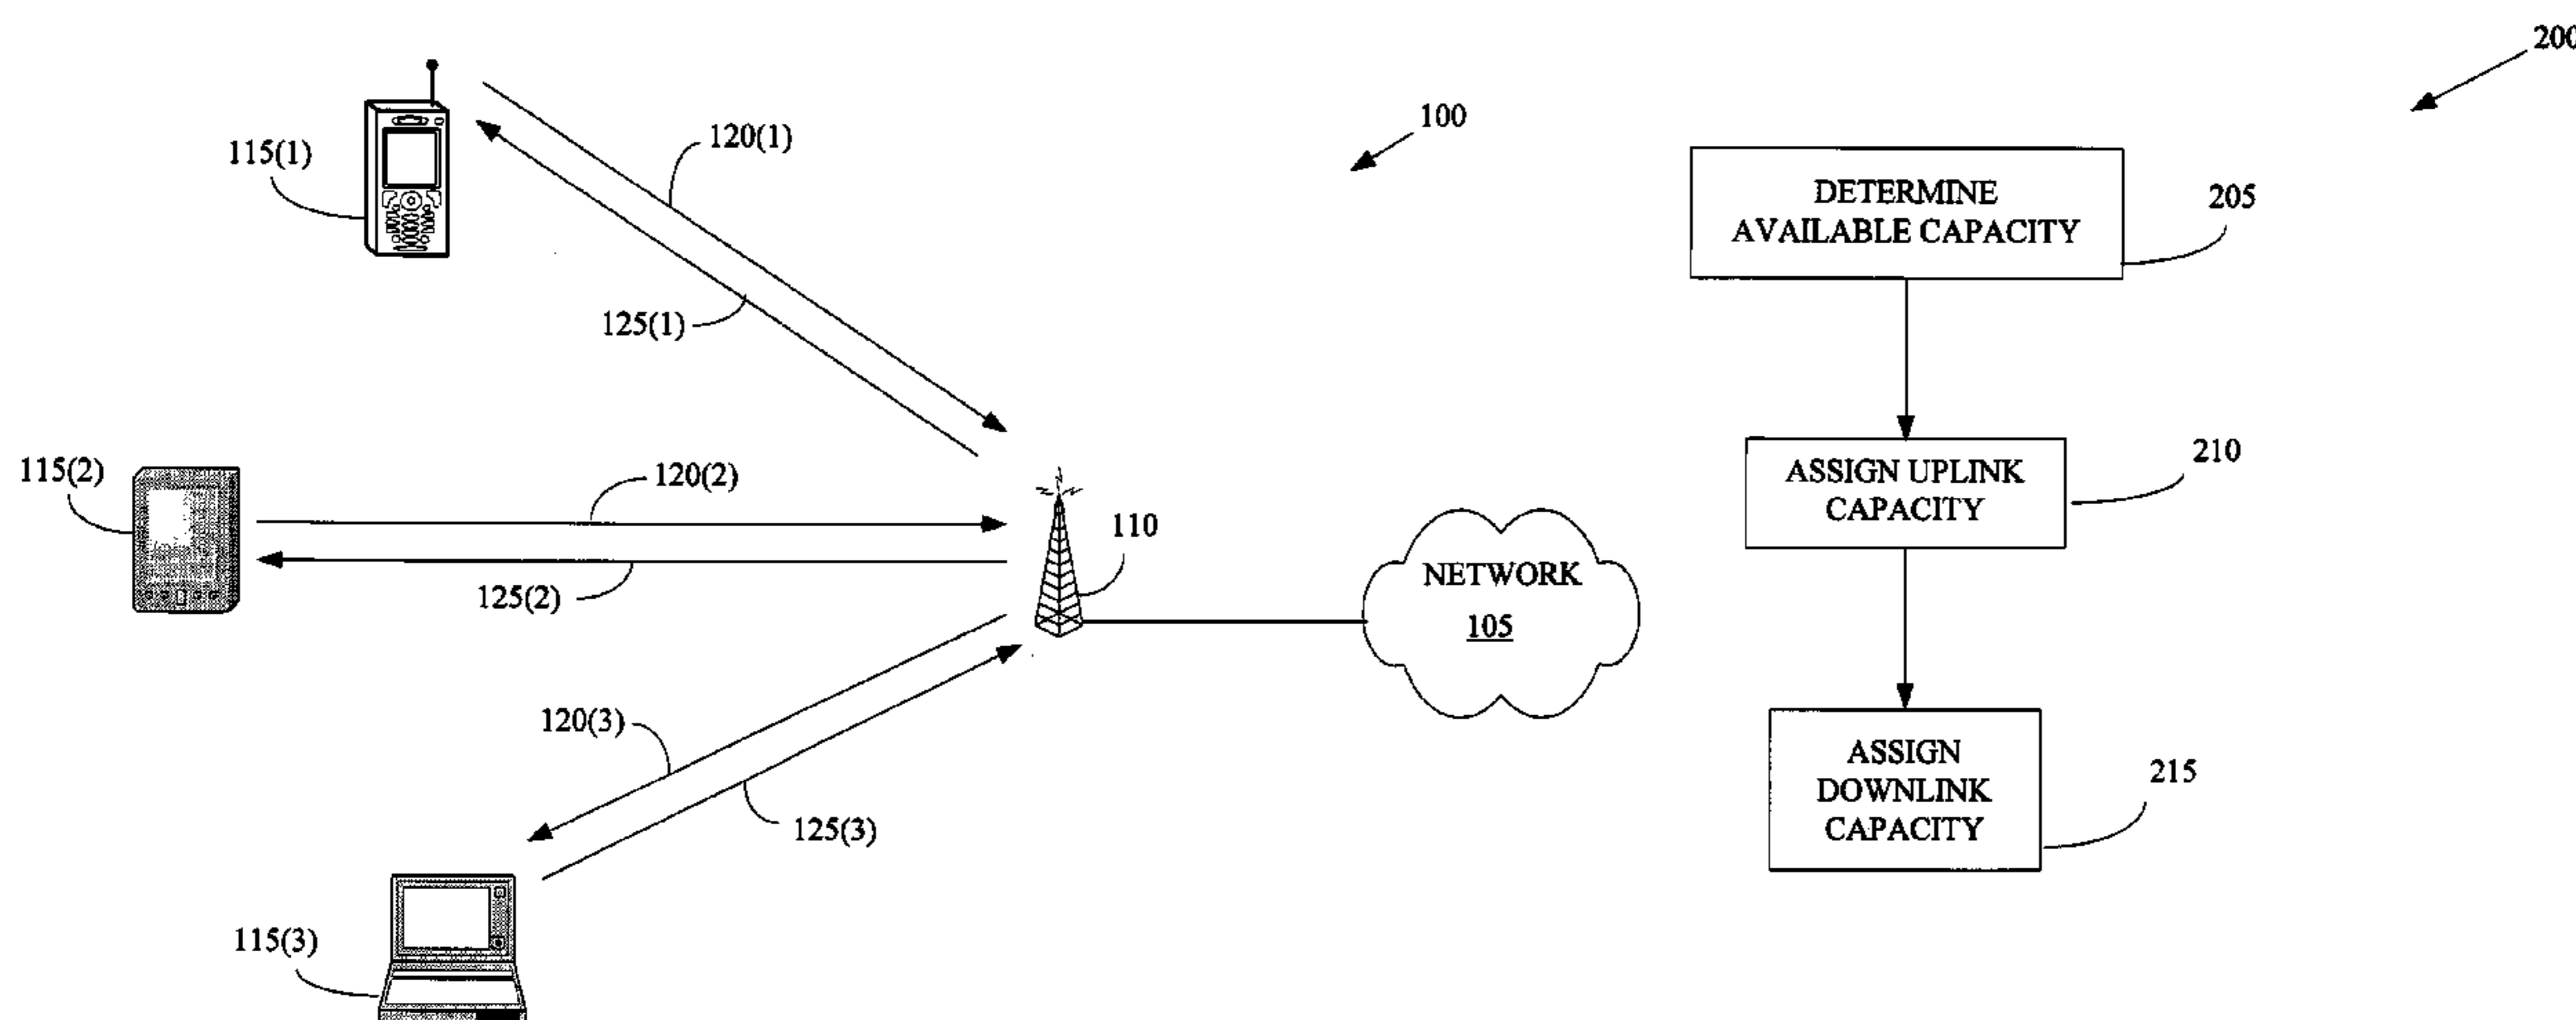 200
100
120(1)
115(1)
DETERMINE
AVAILABLE CAPACITY
205
125(1)
115(2)
120(2)
110
125(2)
NETWORK
105
ASSIGN UPLINK
CAPACITY
210
120(3)
125(3)
115(3)
ASSIGN
DOWNLINK
CAPACITY
215